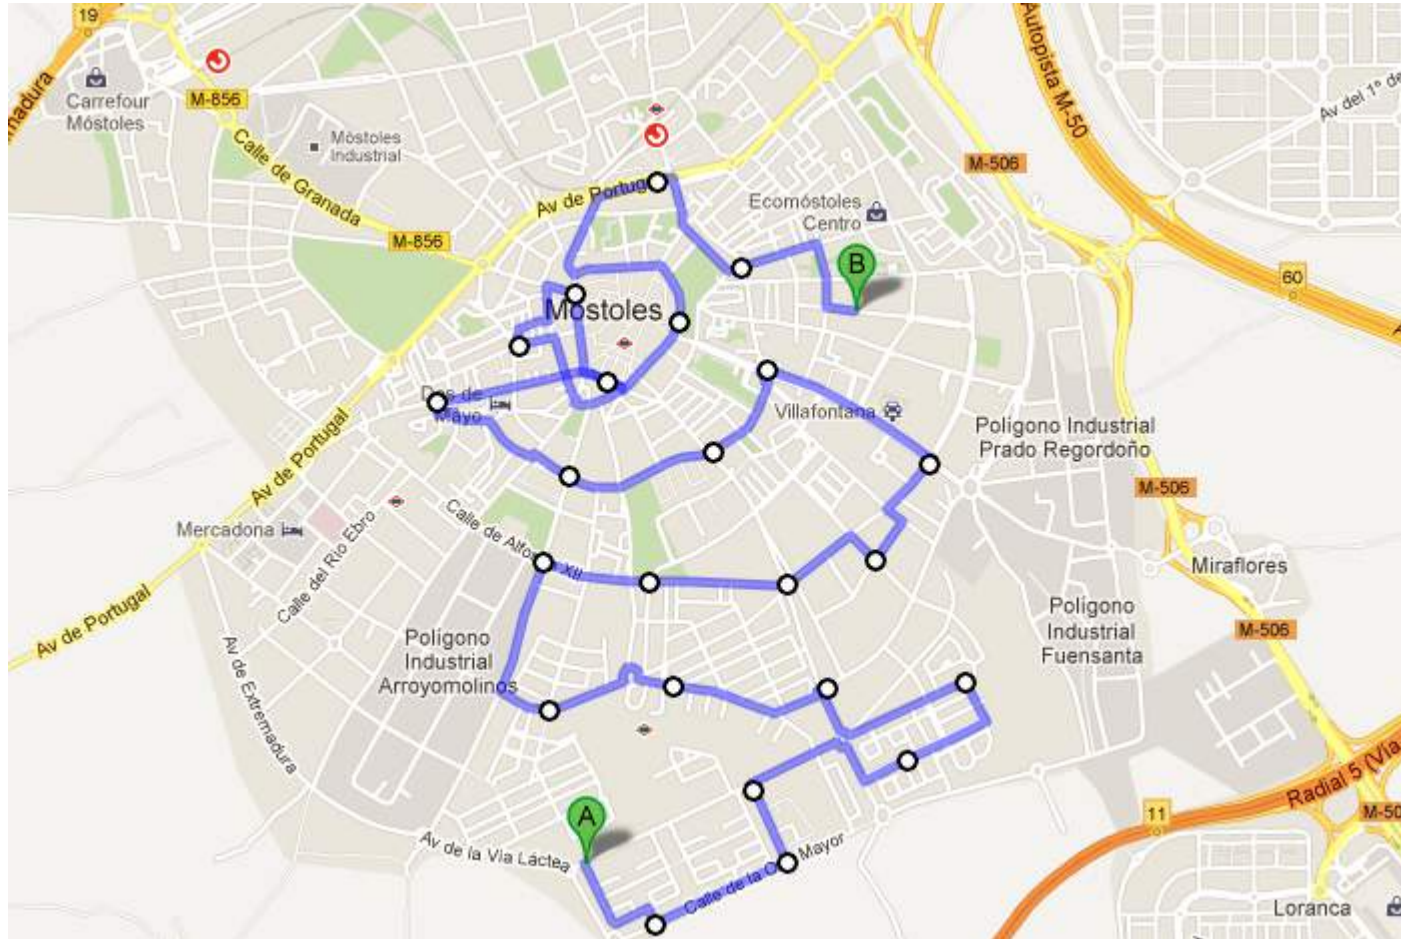 19
emadura
Carrefour
Móstoles
M-856
Calle de Granada
Móstoles
Industrial
M-856
Av de Portugal
Ecomóstoles
Centro
M-506
Autopista M-50
Av del 1º de
60
A
B
Móstoles
Dos de
Mayo
Villafontana
Polígono Industrial
Prado Regordoño
M-506
Av de Portugal
Mercadona
Calle del Río Ebro
Calle de Alfonso XII
Miraflores
Av de Portugal
Polígono
Industrial
Arroyomolinos
Polígono
Industrial
Fuensanta
M-506
Av de Extremadura
Radial 5 (Vía
11
M-50
A
Av de la Vía Láctea
Calle de la O Mayor
Loranca